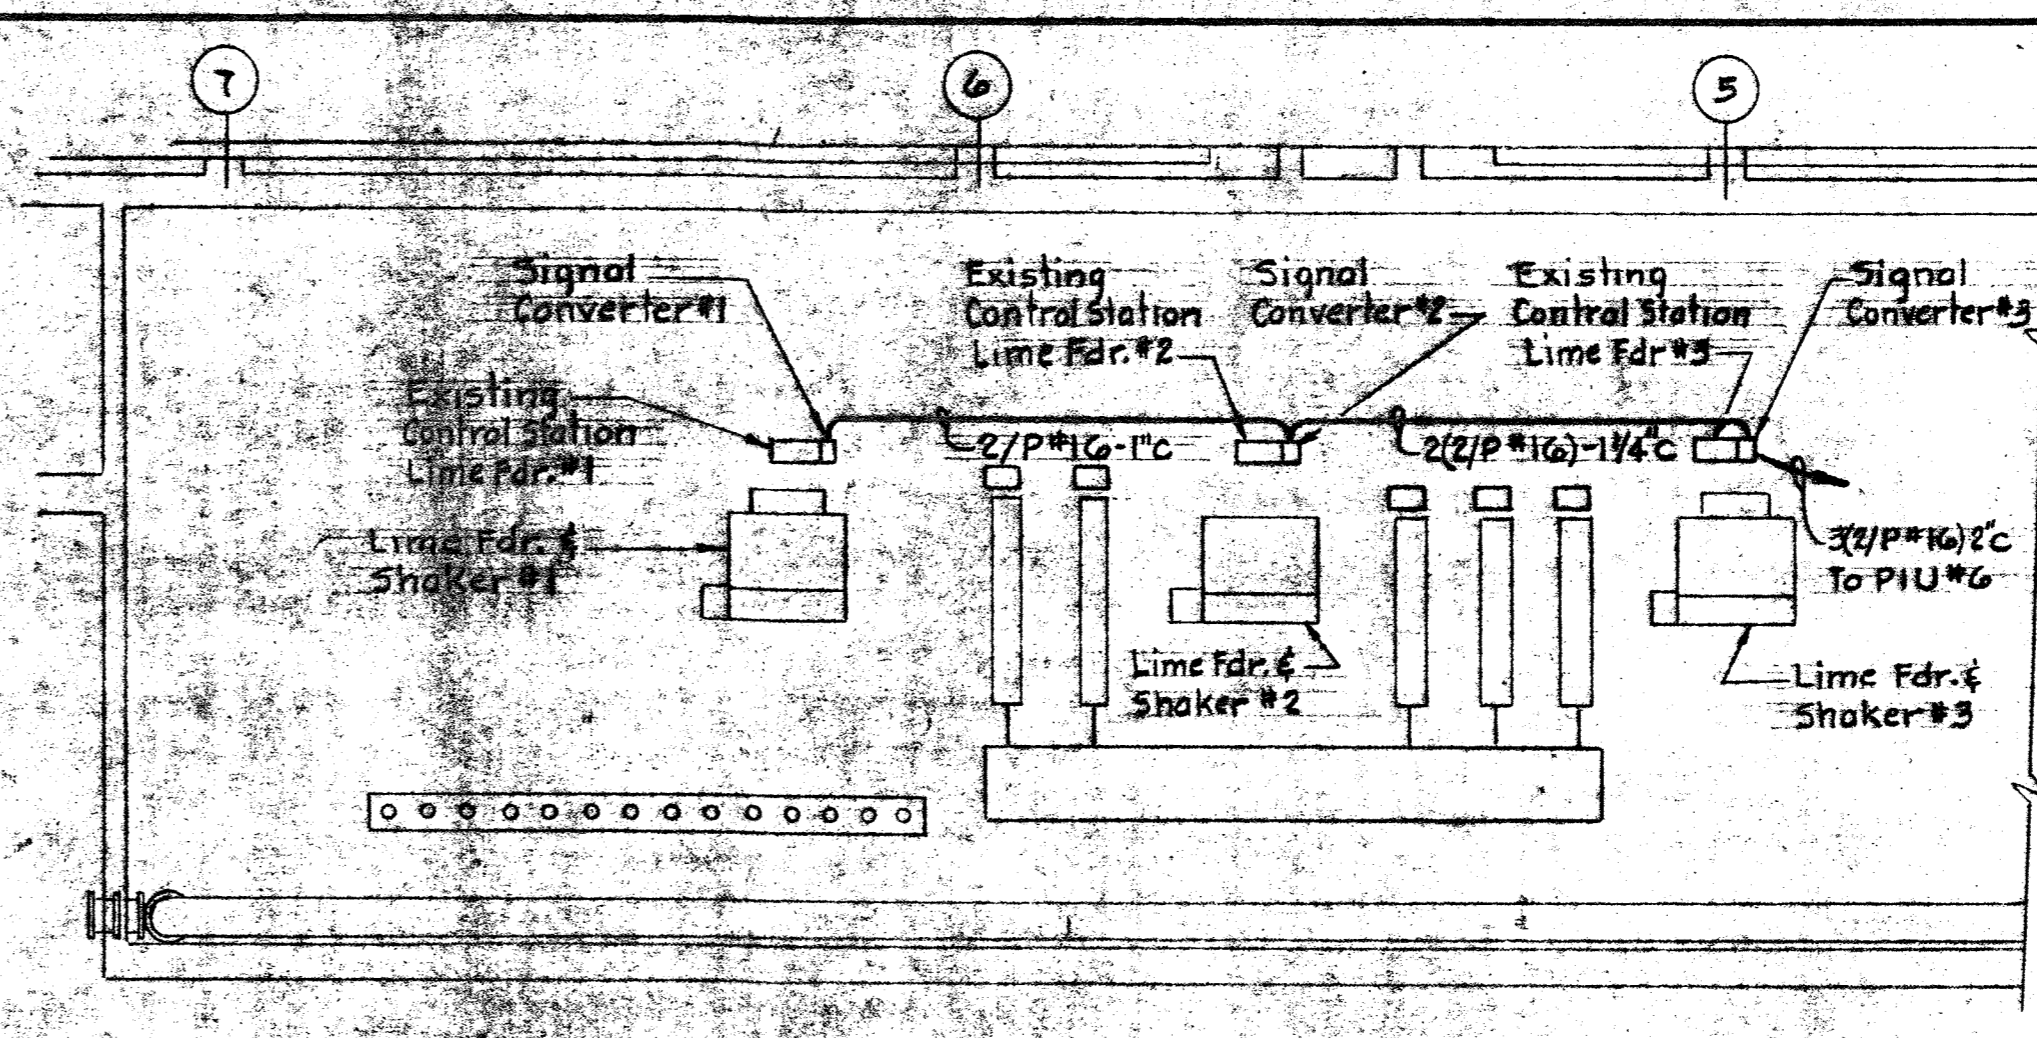 7
6
5
Signal
Converter #1
Existing
Control Station
Lime Fdr. #2
Signal
Converter #2
Existing
Control Station
Lime Fdr #3
Signal
Converter #3
Existing
Control Station
Lime Fdr. #1
2/P #16-1"C
2(2/P #16)-1 1/4"C
3(2/P #16) 2"C
To PIU #6
Lime Fdr. &
Shaker #1
Lime Fdr. &
Shaker #2
Lime Fdr. &
Shaker #3